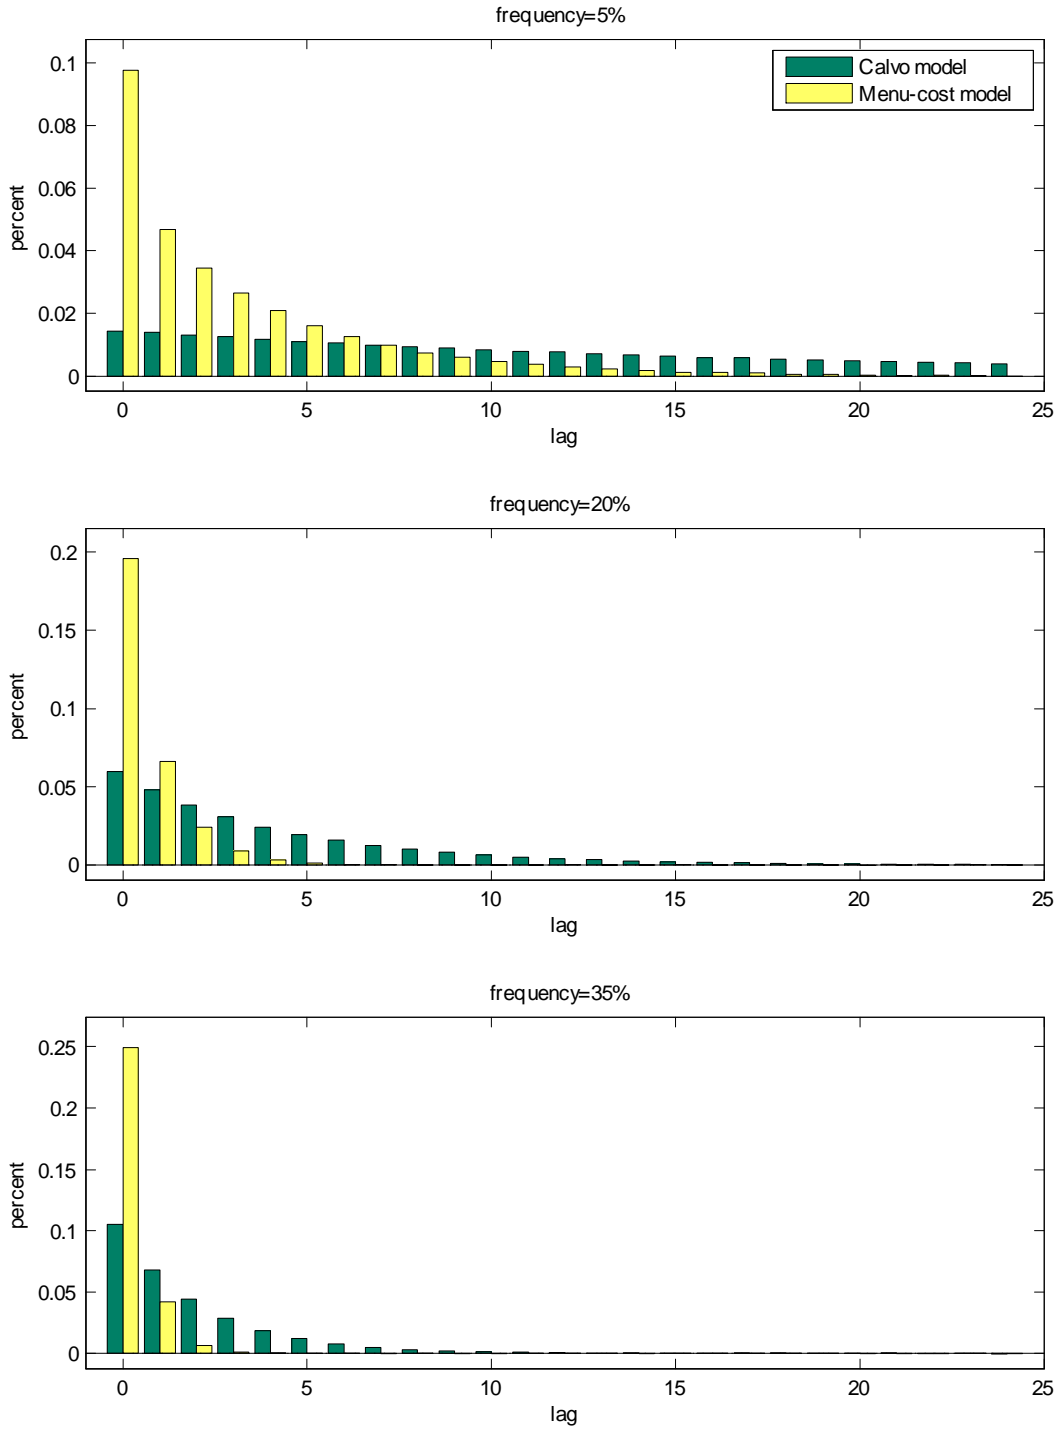 frequency=5%
Calvo model
Menu-cost model
0.1
0.08
0.06
0.04
0.02
0
percent
0 5 10 15 20 25
lag
frequency=20%
0.2
0.15
0.1
0.05
0
percent
0 5 10 15 20 25
lag
frequency=35%
0.25
0.2
0.15
0.1
0.05
0
percent
0 5 10 15 20 25
lag